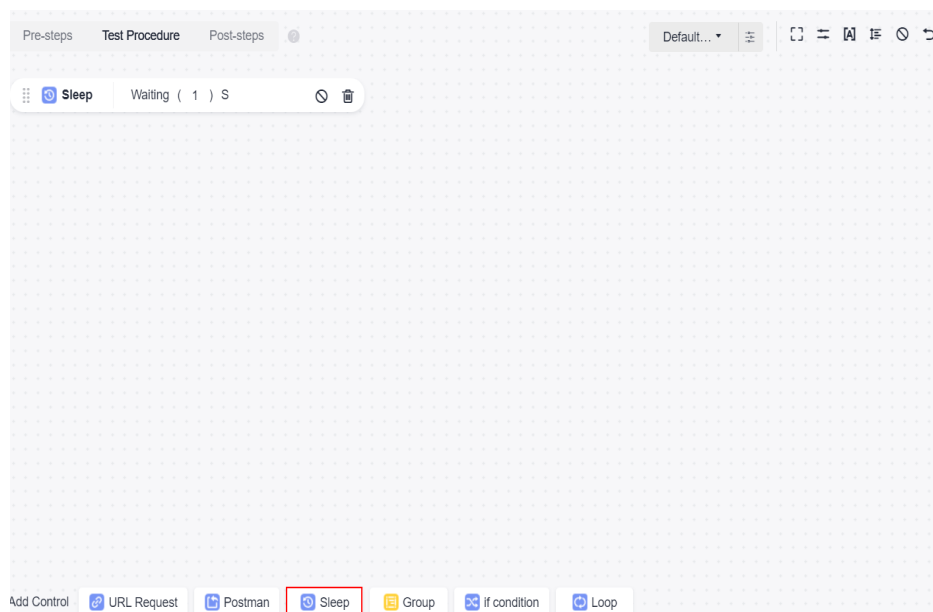 Pre-steps Test Procedure Post-steps ? Default...
Sleep Waiting ( 1 ) S
Add Control URL Request Postman Sleep Group if condition Loop